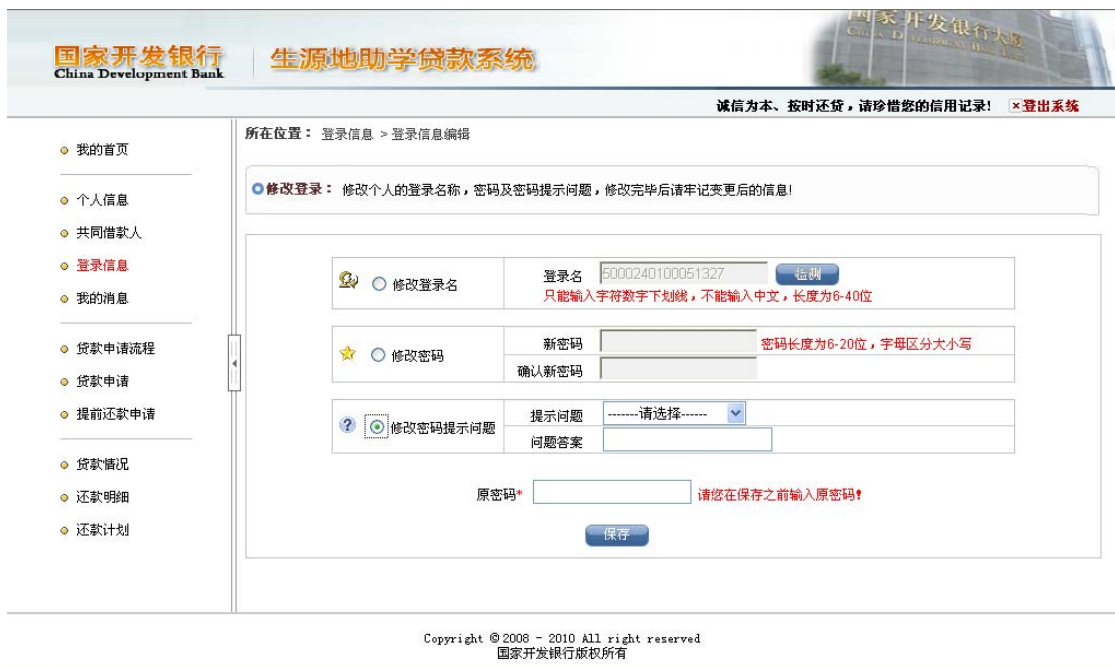 国家开发银行
China Development Bank
生源地助学贷款系统
国家开发银行大厦
诚信为本、按时还贷，请珍惜您的信用记录！ ×登出系统
所在位置： 登录信息 > 登录信息编辑
我的首页
个人信息
共同借款人
登录信息
我的消息
贷款申请流程
贷款申请
提前还款申请
贷款情况
还款明细
还款计划
修改登录： 修改个人的登录名称，密码及密码提示问题，修改完毕后请牢记变更后的信息!
修改登录名 登录名 5000240100051327 监测
只能输入字符数字下划线，不能输入中文，长度为6-40位
修改密码 新密码 密码长度为6-20位，字母区分大小写
确认新密码
修改密码提示问题 提示问题 -------请选择------
问题答案
原密码* 请您在保存之前输入原密码!
保存
Copyright ©2008 - 2010 All right reserved
国家开发银行版权所有